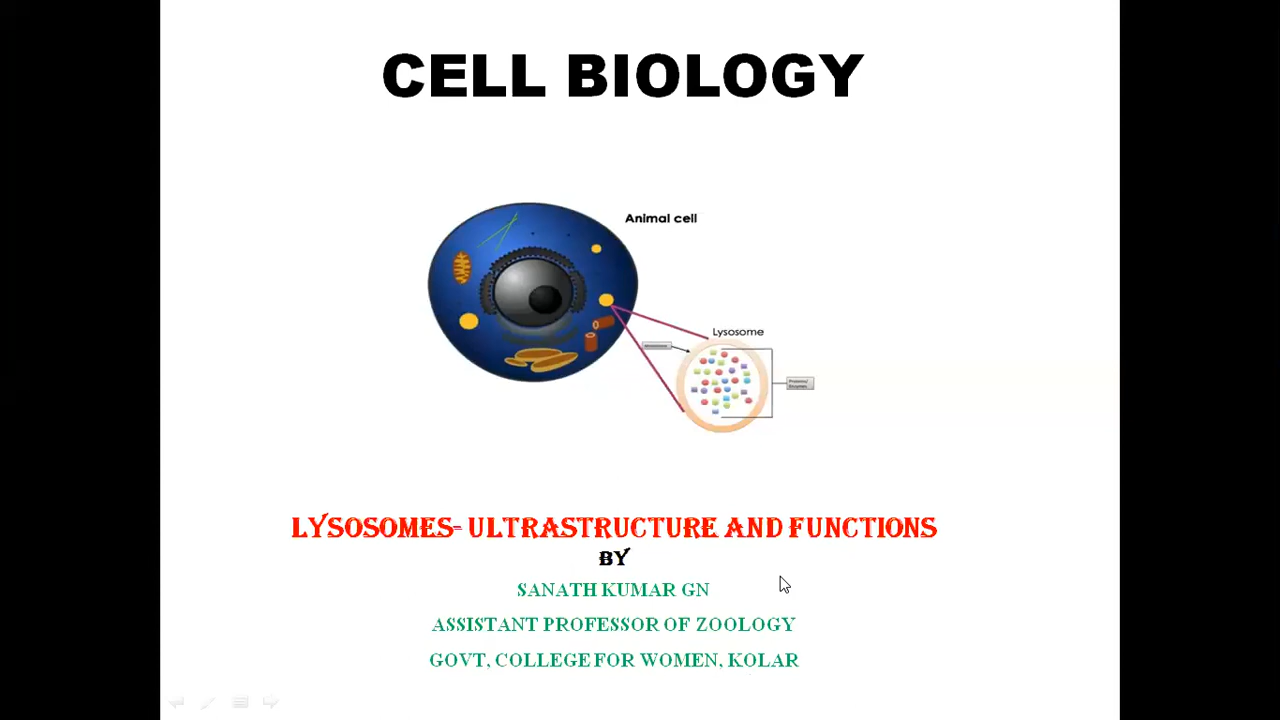 CELL BIOLOGY
Animal cell
Lysosome
LYSOSOMES- ULTRASTRUCTURE AND FUNCTIONS
BY
SANATH KUMAR GN
ASSISTANT PROFESSOR OF ZOOLOGY
GOVT, COLLEGE FOR WOMEN, KOLAR